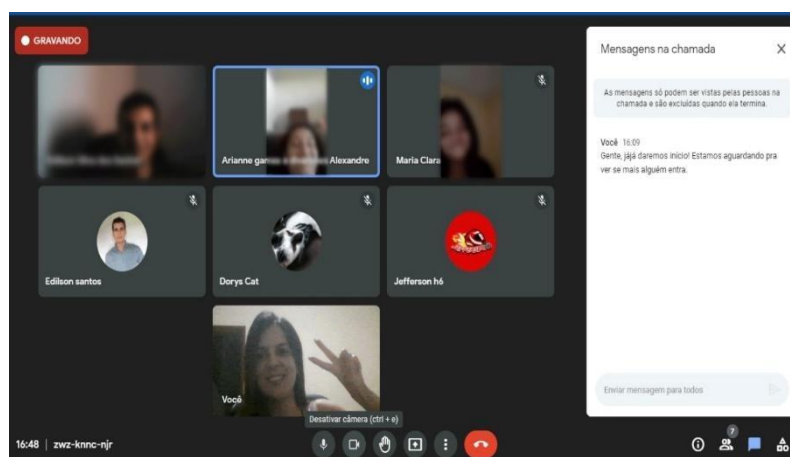 GRAVANDO
Mensagens na chamada
As mensagens só podem ser vistas pelas pessoas na
chamada e são excluídas quando ela termina.
Você 16:09
Gente, jájá daremos início! Estamos aguardando pra
ver se mais alguém entra.
Arianne Alexandre
Maria Clara
Edilson santos
Dorys Cat
Jefferson h6
Você
Desativar câmera (ctrl + e)
Enviar mensagem para todos
16:48 | zwz-knnc-njr
7